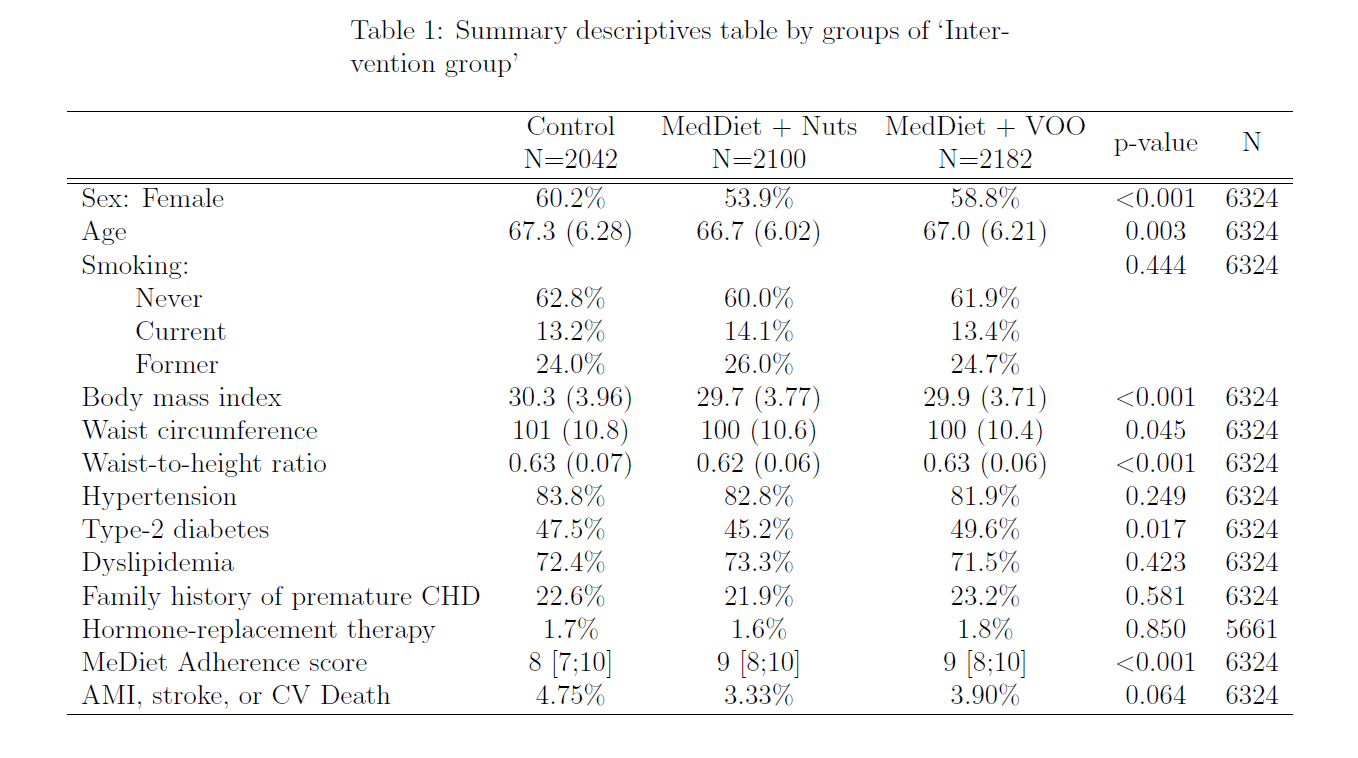 Table 1: Summary descriptives table by groups of ‘Inter-
vention group’
Control MedDiet + Nuts MedDiet + VOO p-value N
N=2042 N=2100 N=2182
Sex: Female 60.2% 53.9% 58.8% <0.001 6324
Age 67.3 (6.28) 66.7 (6.02) 67.0 (6.21) 0.003 6324
Smoking: 0.444 6324
Never 62.8% 60.0% 61.9%
Current 13.2% 14.1% 13.4%
Former 24.0% 26.0% 24.7%
Body mass index 30.3 (3.96) 29.7 (3.77) 29.9 (3.71) <0.001 6324
Waist circumference 101 (10.8) 100 (10.6) 100 (10.4) 0.045 6324
Waist-to-height ratio 0.63 (0.07) 0.62 (0.06) 0.63 (0.06) <0.001 6324
Hypertension 83.8% 82.8% 81.9% 0.249 6324
Type-2 diabetes 47.5% 45.2% 49.6% 0.017 6324
Dyslipidemia 72.4% 73.3% 71.5% 0.423 6324
Family history of premature CHD 22.6% 21.9% 23.2% 0.581 6324
Hormone-replacement therapy 1.7% 1.6% 1.8% 0.850 5661
MeDiet Adherence score 8 [7;10] 9 [8;10] 9 [8;10] <0.001 6324
AMI, stroke, or CV Death 4.75% 3.33% 3.90% 0.064 6324